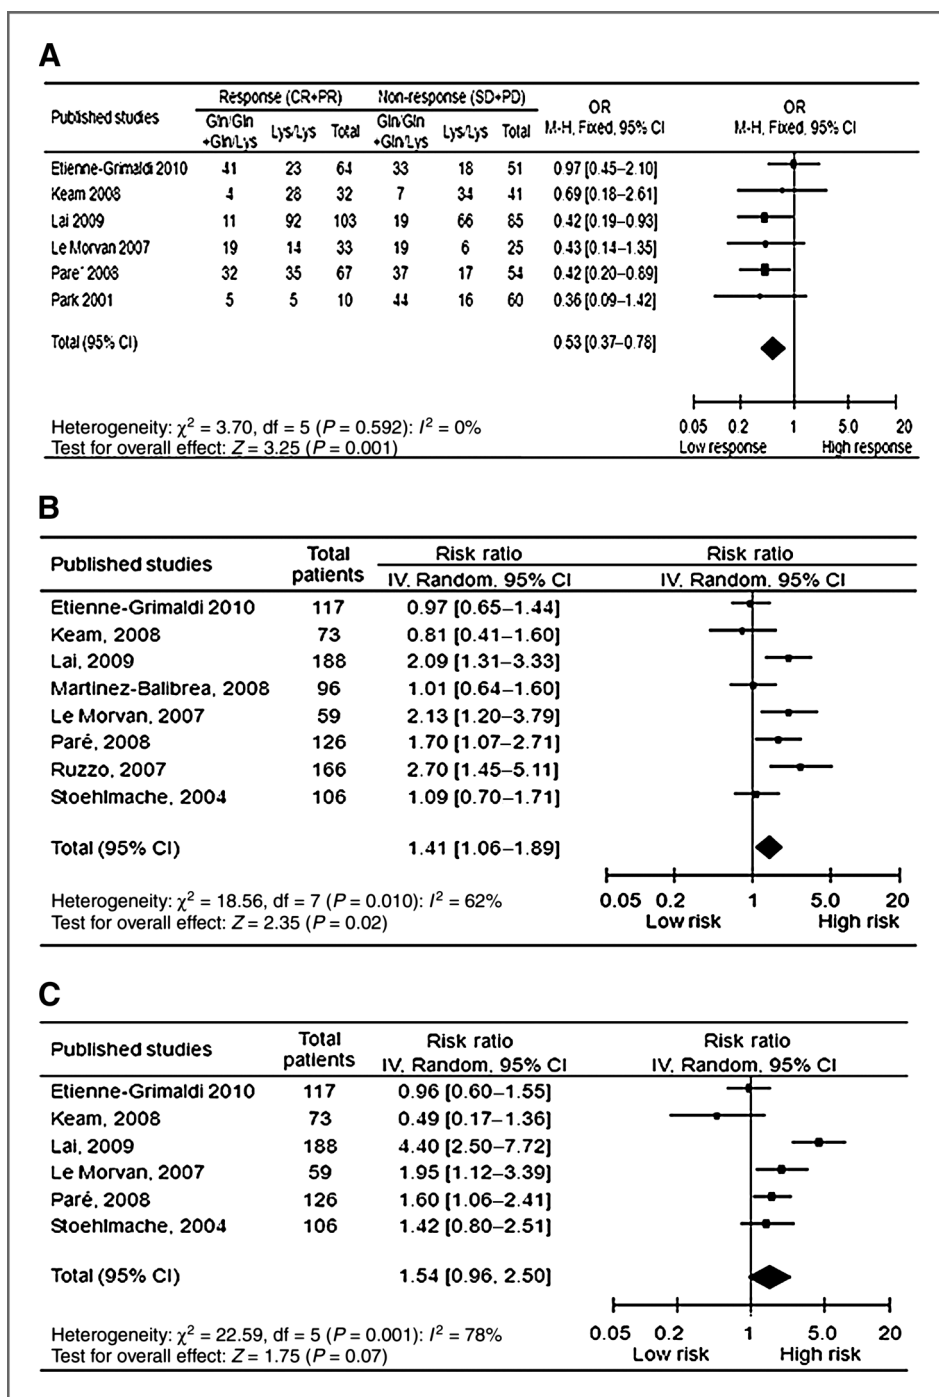 A
Response (CR+PR) Non-response (SD+PD) OR OR
Published studies Gln/Gln +Gln/Lys Lys/Lys Total Gln/Gln +Gln/Lys Lys/Lys Total M-H, Fixed, 95% CI M-H, Fixed, 95% CI
Etienne-Grimaldi 2010 41 23 64 33 18 51 0.97 [0.45–2.10]
Keam 2008 4 28 32 7 34 41 0.69 [0.18–2.61]
Lai 2009 11 92 103 19 66 85 0.42 [0.19–0.93]
Le Morvan 2007 19 14 33 19 6 25 0.43 [0.14–1.35]
Pare´ 2008 32 35 67 37 17 54 0.42 [0.20–0.89]
Park 2001 5 5 10 44 16 60 0.36 [0.09–1.42]
Total (95% CI) 0.53 [0.37–0.78]
Heterogeneity: χ² = 3.70, df = 5 (P = 0.592): I² = 0%
Test for overall effect: Z = 3.25 (P = 0.001)
0.05 0.2 1 5.0 20
Low response High response
B
Published studies Total patients Risk ratio Risk ratio
IV. Random. 95% CI IV. Random. 95% CI
Etienne-Grimaldi 2010 117 0.97 [0.65–1.44]
Keam, 2008 73 0.81 [0.41–1.60]
Lai, 2009 188 2.09 [1.31–3.33]
Martinez-Balibrea, 2008 96 1.01 [0.64–1.60]
Le Morvan, 2007 59 2.13 [1.20–3.79]
Paré, 2008 126 1.70 [1.07–2.71]
Ruzzo, 2007 166 2.70 [1.45–5.11]
Stoehlmache, 2004 106 1.09 [0.70–1.71]
Total (95% CI) 1.41 [1.06–1.89]
Heterogeneity: χ² = 18.56, df = 7 (P = 0.010): I² = 62%
Test for overall effect: Z = 2.35 (P = 0.02)
0.05 0.2 1 5.0 20
Low risk High risk
C
Published studies Total patients Risk ratio Risk ratio
IV. Random. 95% CI IV. Random. 95% CI
Etienne-Grimaldi 2010 117 0.96 [0.60–1.55]
Keam, 2008 73 0.49 [0.17–1.36]
Lai, 2009 188 4.40 [2.50–7.72]
Le Morvan, 2007 59 1.95 [1.12–3.39]
Paré, 2008 126 1.60 [1.06–2.41]
Stoehlmache, 2004 106 1.42 [0.80–2.51]
Total (95% CI) 1.54 [0.96, 2.50]
Heterogeneity: χ² = 22.59, df = 5 (P = 0.001): I² = 78%
Test for overall effect: Z = 1.75 (P = 0.07)
0.05 0.2 1 5.0 20
Low risk High risk